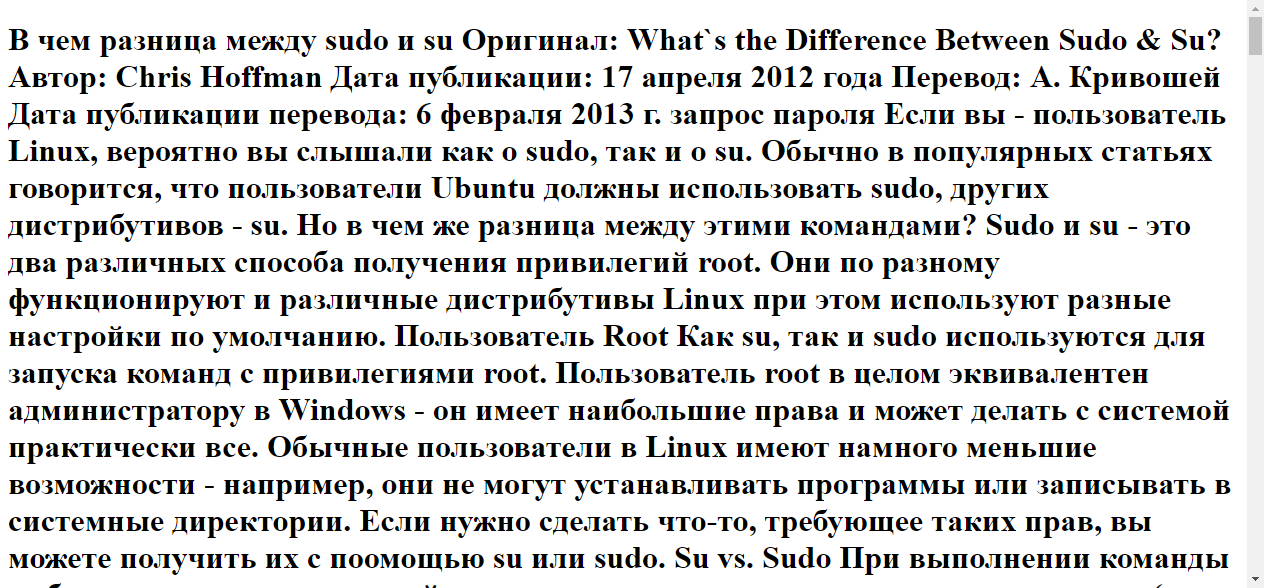 В чем разница между sudo и su Оригинал: What`s the Difference Between Sudo & Su?
Автор: Chris Hoffman Дата публикации: 17 апреля 2012 года Перевод: А. Кривошей
Дата публикации перевода: 6 февраля 2013 г. запрос пароля Если вы - пользователь
Linux, вероятно вы слышали как о sudo, так и о su. Обычно в популярных статьях
говорится, что пользователи Ubuntu должны использовать sudo, других
дистрибутивов - su. Но в чем же разница между этими командами? Sudo и su - это
два различных способа получения привилегий root. Они по разному
функционируют и различные дистрибутивы Linux при этом используют разные
настройки по умолчанию. Пользователь Root Как su, так и sudo используются для
запуска команд с привилегиями root. Пользователь root в целом эквивалентен
администратору в Windows - он имеет наибольшие права и может делать с системой
практически все. Обычные пользователи в Linux имеют намного меньшие
возможности - например, они не могут устанавливать программы или записывать в
системные директории. Если нужно сделать что-то, требующее таких прав, вы
можете получить их с поомощью su или sudo. Su vs. Sudo При выполнении команды